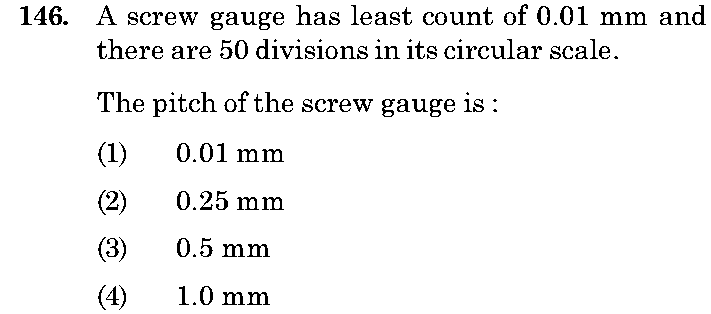 146. A screw gauge has least count of 0.01 mm and
there are 50 divisions in its circular scale.
The pitch of the screw gauge is :
(1) 0.01 mm
(2) 0.25 mm
(3) 0.5 mm
(4) 1.0 mm